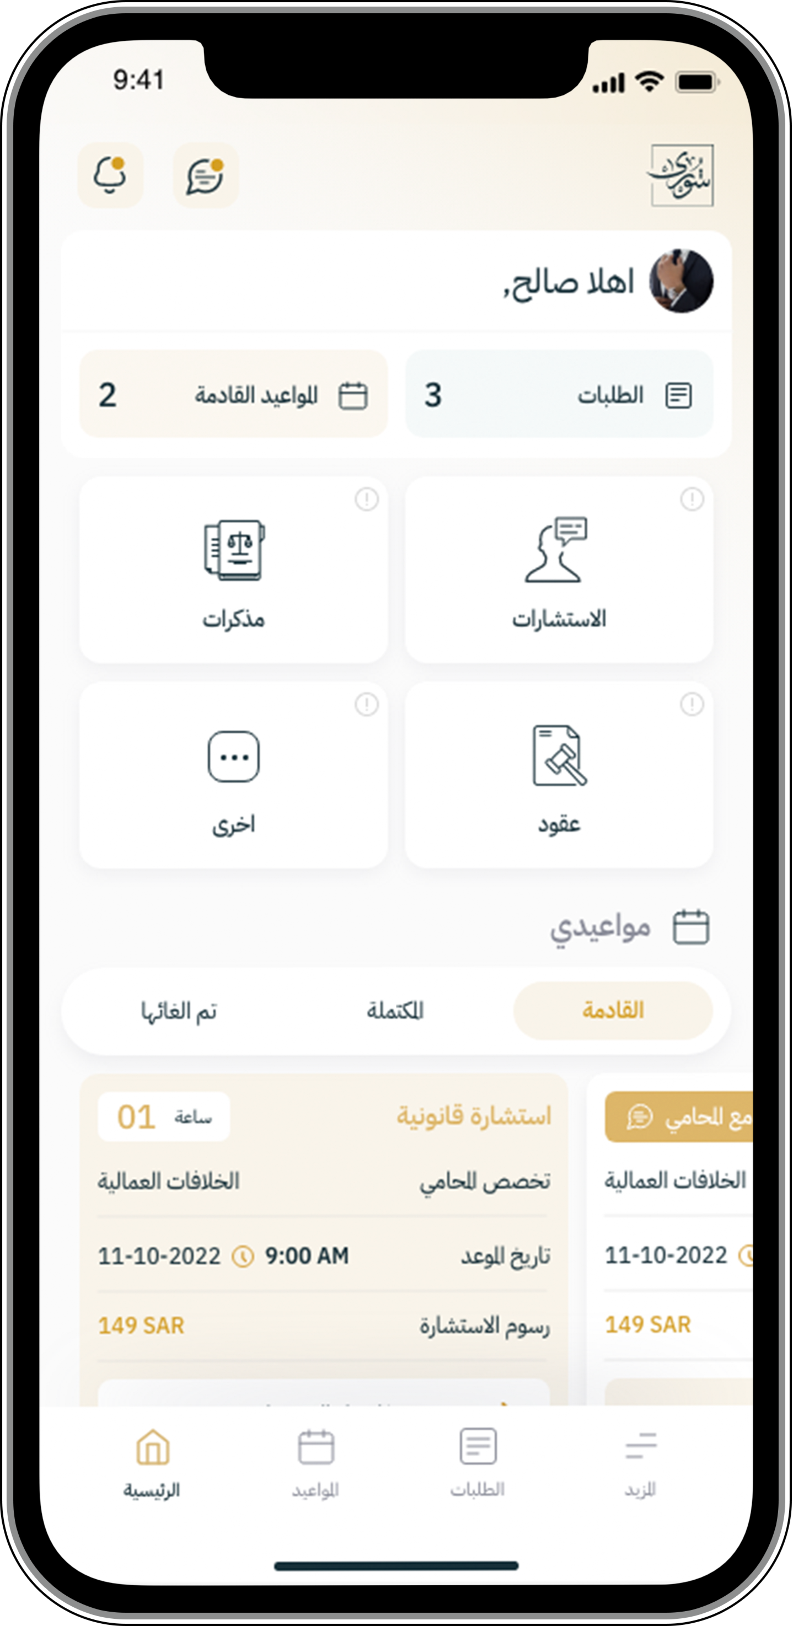 9:41
شورى
اهلا صالح,
الطلبات 3
المواعيد القادمة 2
الاستشارات
مذكرات
عقود
اخرى
مواعيدي
القادمة
المكتملة
تم الغائها
مع المحامي
الخلافات العمالية
11-10-2022
149 SAR
استشارة قانونية
ساعة 01
تخصص المحامي
الخلافات العمالية
تاريخ الموعد
9:00 AM
11-10-2022
رسوم الاستشارة
149 SAR
المزيد
الطلبات
المواعيد
الرئيسية